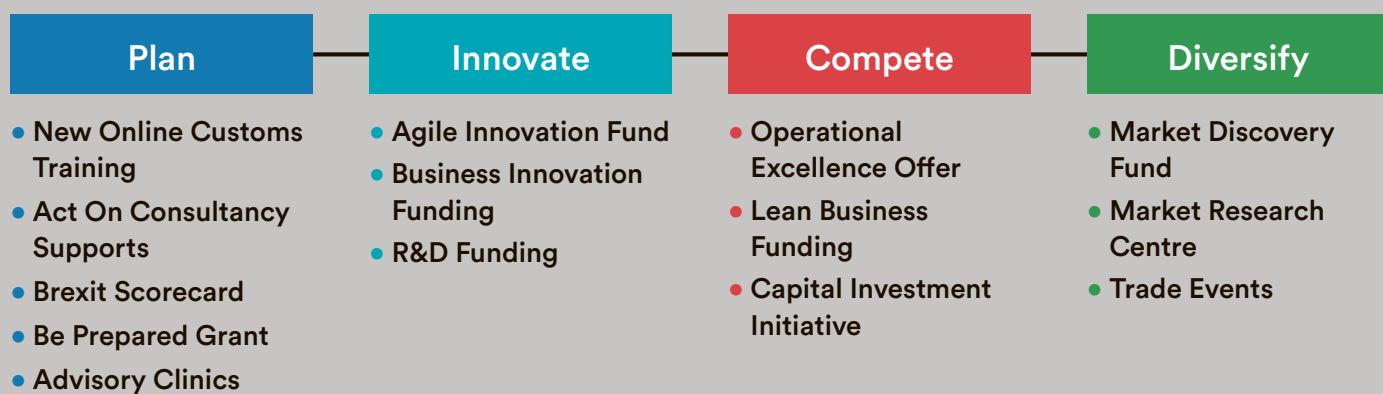 Plan
New Online Customs
Training
Act On Consultancy
Supports
Brexit Scorecard
Be Prepared Grant
Advisory Clinics
Innovate
Agile Innovation Fund
Business Innovation
Funding
R&D Funding
Compete
Operational
Excellence Offer
Lean Business
Funding
Capital Investment
Initiative
Diversify
Market Discovery
Fund
Market Research
Centre
Trade Events